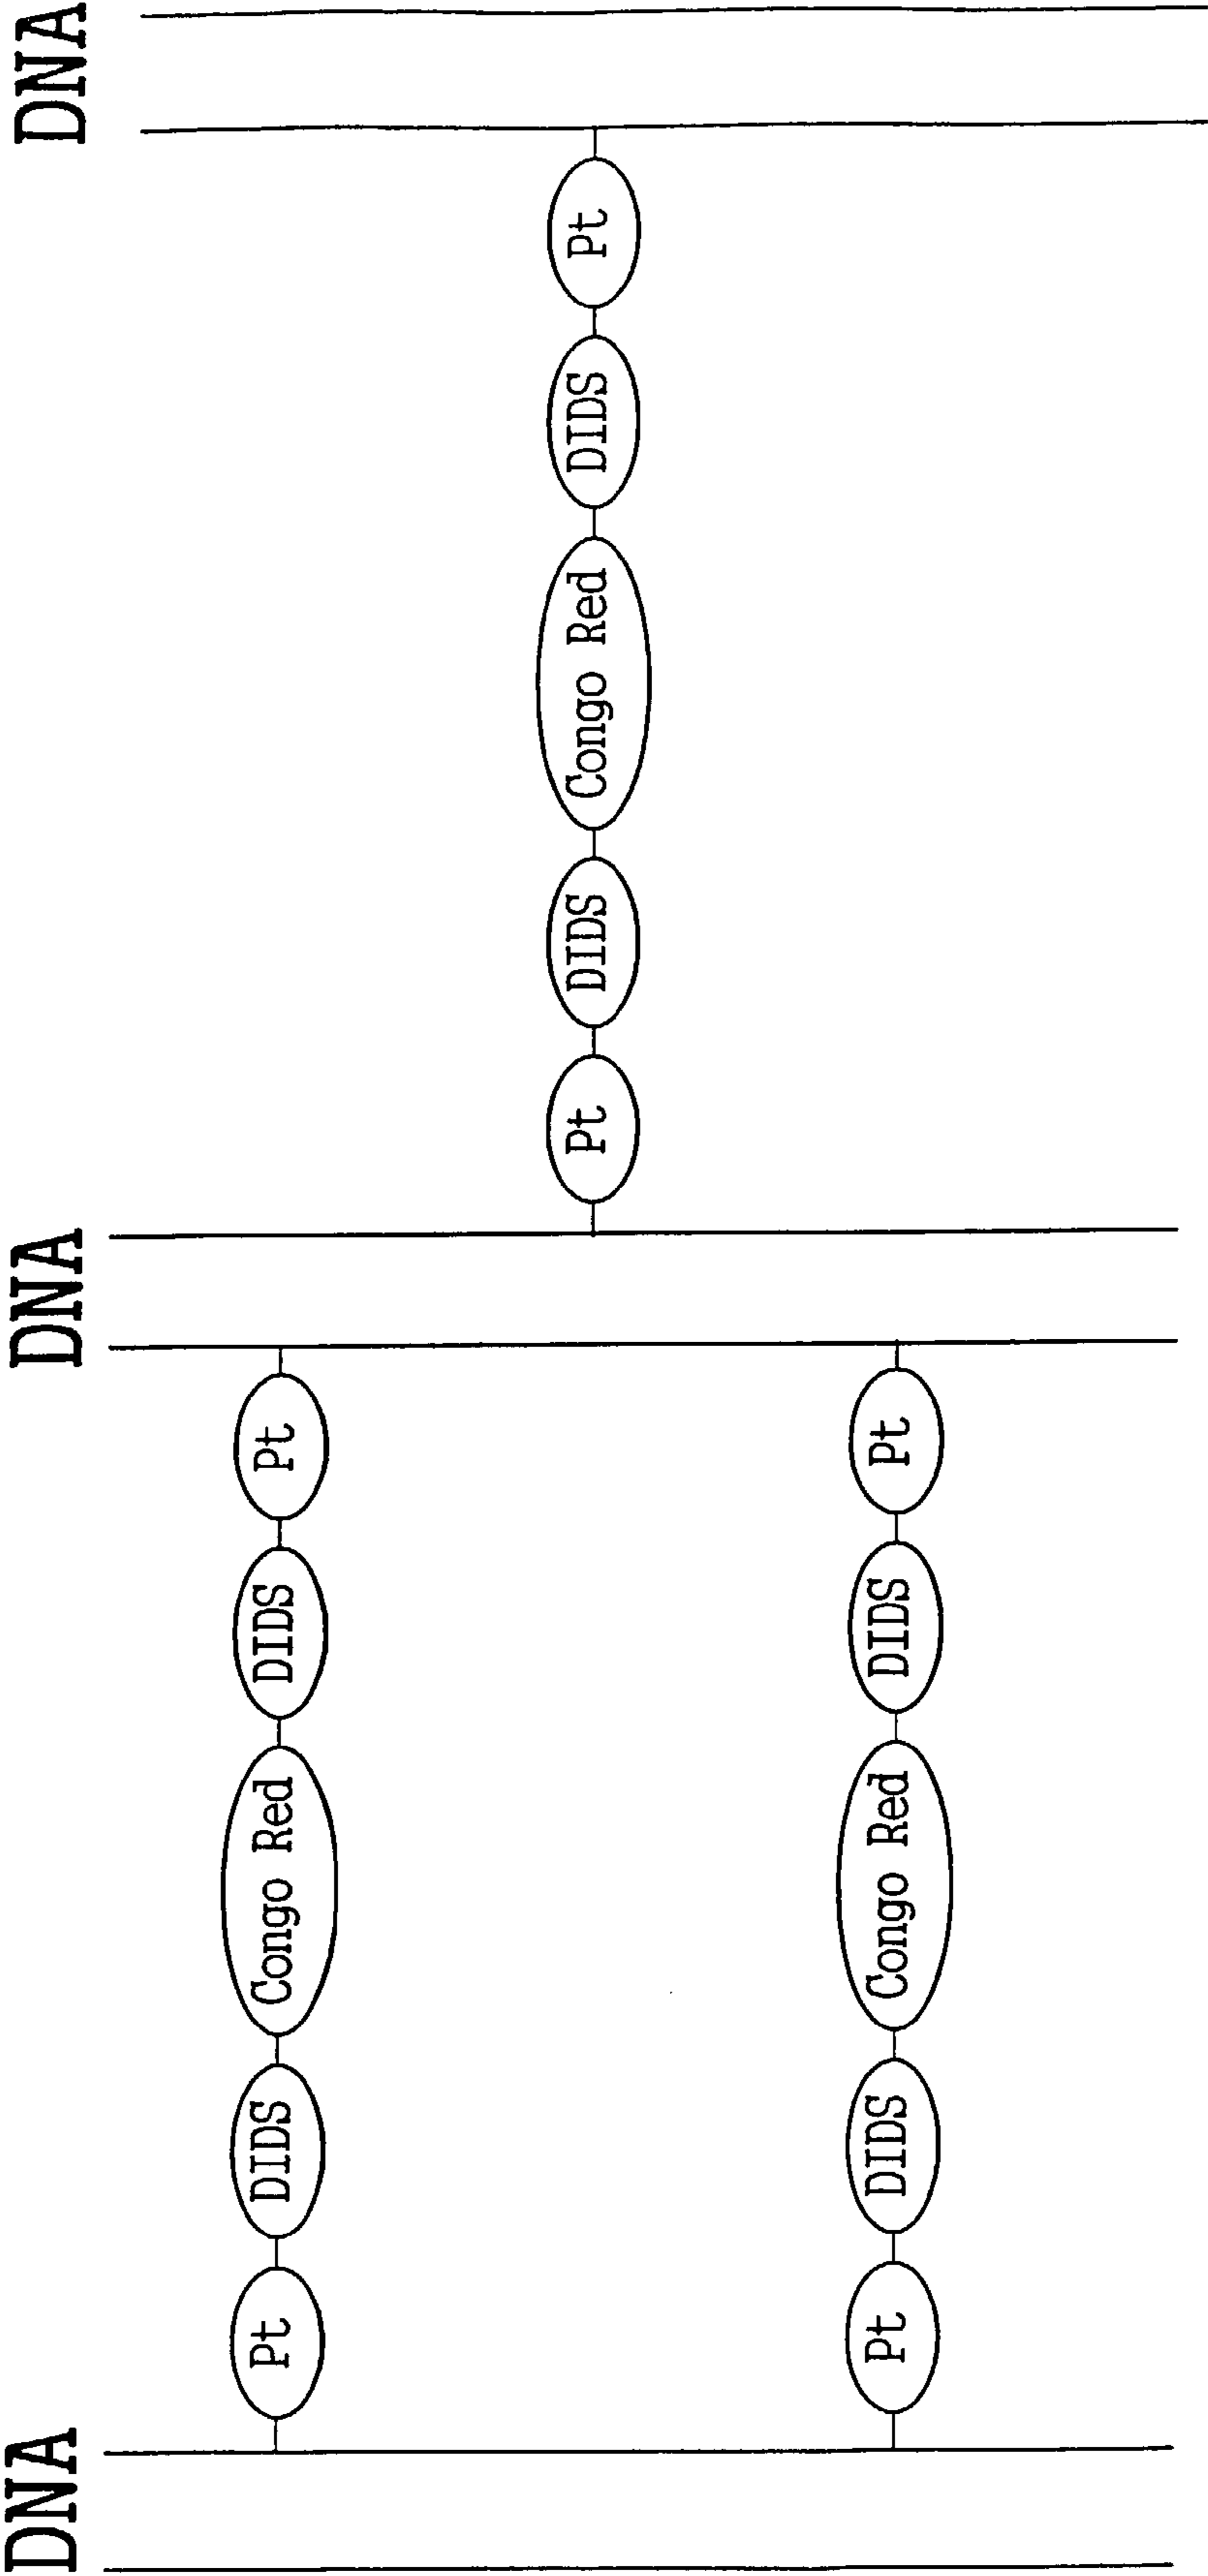 DNA
DNA
DNA
Pt
DIDS
Congo Red
DIDS
Pt
Pt
DIDS
Congo Red
DIDS
Pt
Pt
DIDS
Congo Red
DIDS
Pt